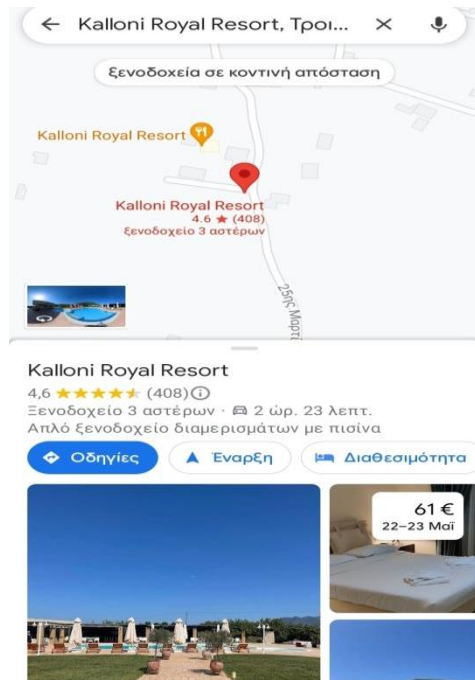 Kalloni Royal Resort, Τροι...
ξενοδοχεία σε κοντινή απόσταση
Kalloni Royal Resort
Kalloni Royal Resort
4.6 ★ (408)
ξενοδοχείο 3 αστέρων
25ης Μαρτί
Kalloni Royal Resort
4,6 ★★★★★ (408)
Ξενοδοχείο 3 αστέρων · 2 ώρ. 23 λεπτ.
Απλό ξενοδοχείο διαμερισμάτων με πισίνα
Οδηγίες
Έναρξη
Διαθεσιμότητα
61 €
22–23 Μαΐ